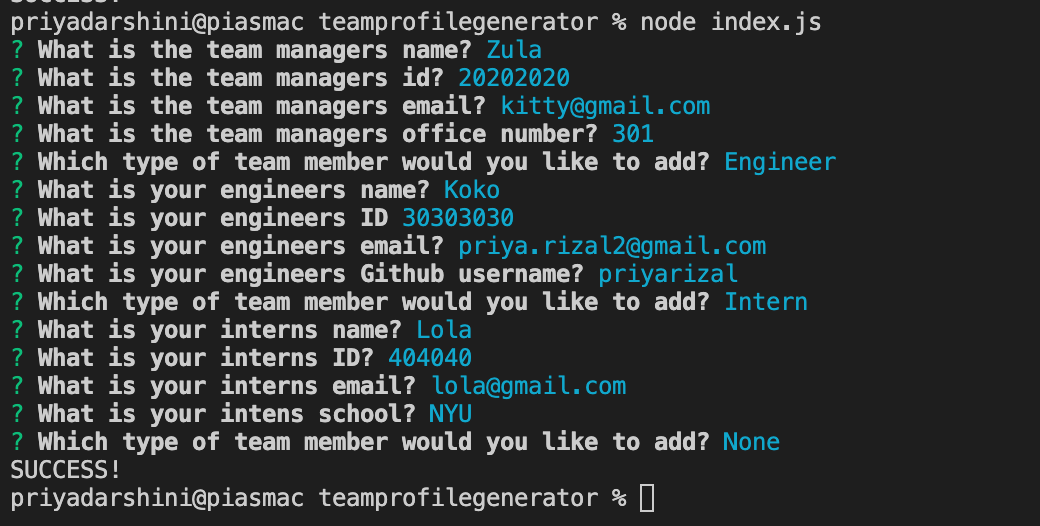 SUCCESS!
priyadarshini@piasmac teamprofilegenerator % node index.js
? What is the team managers name? Zula
? What is the team managers id? 20202020
? What is the team managers email? kitty@gmail.com
? What is the team managers office number? 301
? Which type of team member would you like to add? Engineer
? What is your engineers name? Koko
? What is your engineers ID 30303030
? What is your engineers email? priya.rizal2@gmail.com
? What is your engineers Github username? priyarizal
? Which type of team member would you like to add? Intern
? What is your interns name? Lola
? What is your interns ID? 404040
? What is your interns email? lola@gmail.com
? What is your intens school? NYU
? Which type of team member would you like to add? None
SUCCESS!
priyadarshini@piasmac teamprofilegenerator %